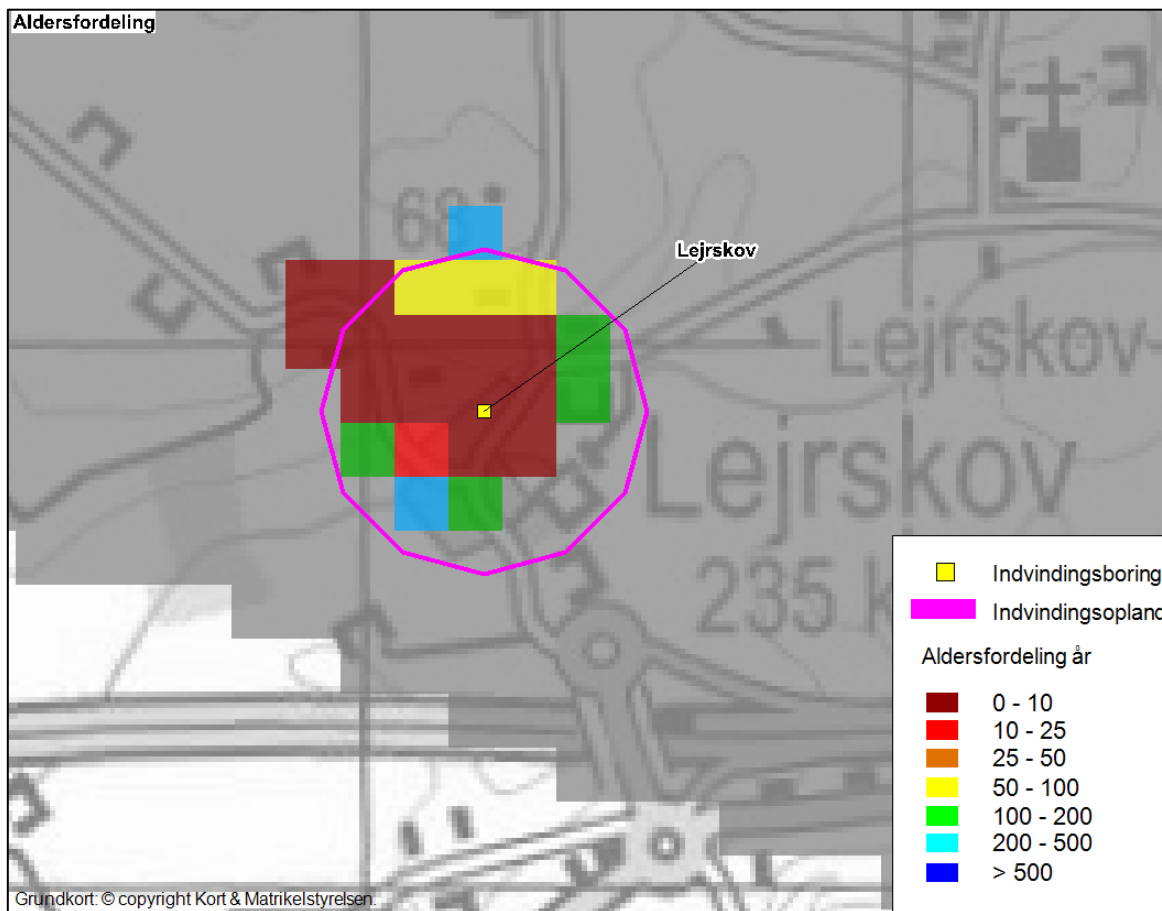 Aldersfordeling
Lejrskov
Lejrskov
Lejrskov
235 k
Indvindingsboring
Indvindingsopland
Aldersfordeling år
0 - 10
10 - 25
25 - 50
50 - 100
100 - 200
200 - 500
> 500
Grundkort: © copyright Kort & Matrikelstyrelsen.